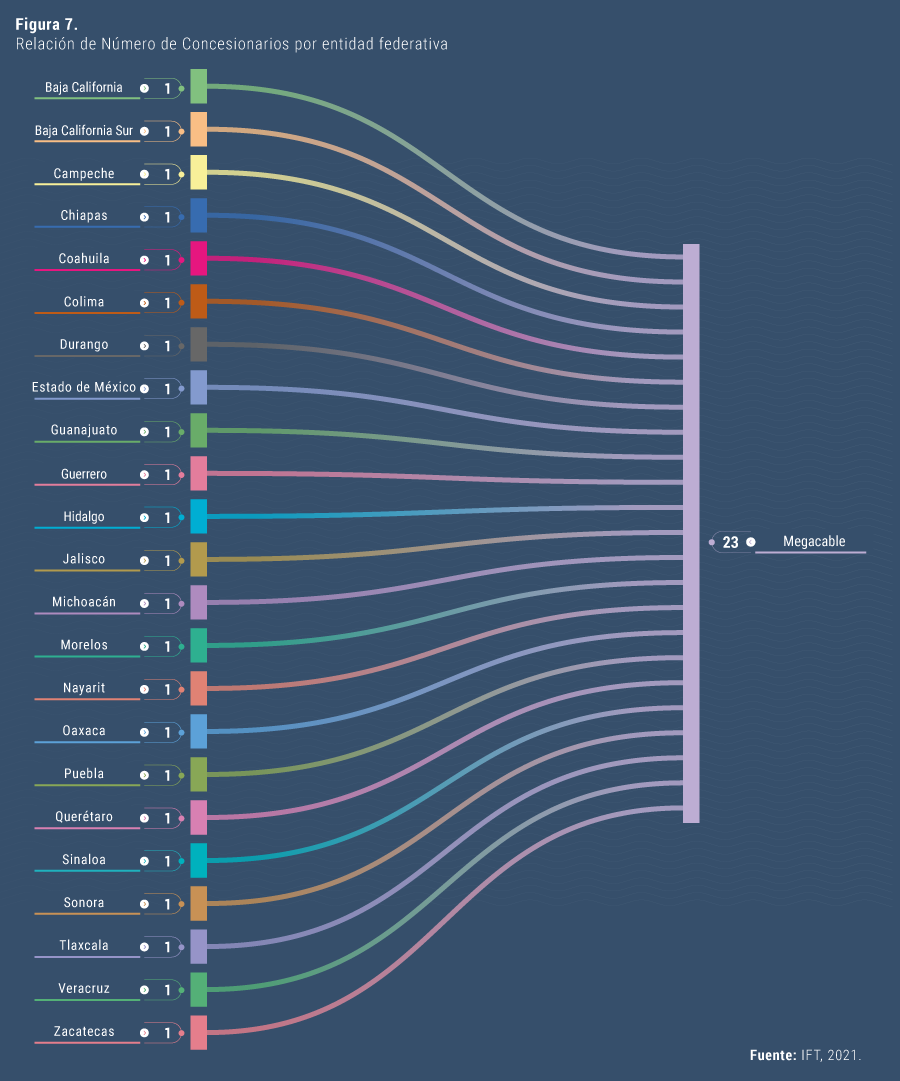 Figura 7.
Relación de Número de Concesionarios por entidad federativa
Baja California 1
Baja California Sur 1
Campeche 1
Chiapas 1
Coahuila 1
Colima 1
Durango 1
Estado de México 1
Guanajuato 1
Guerrero 1
Hidalgo 1
23 Megacable
Jalisco 1
Michoacán 1
Morelos 1
Nayarit 1
Oaxaca 1
Puebla 1
Querétaro 1
Sinaloa 1
Sonora 1
Tlaxcala 1
Veracruz 1
Zacatecas 1
Fuente: IFT, 2021.